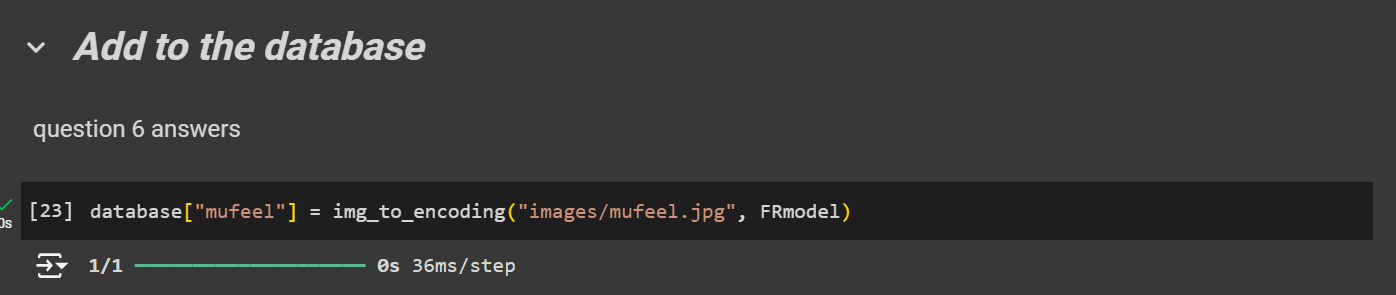 Add to the database
question 6 answers
[23] database["mufeel"] = img_to_encoding("images/mufeel.jpg", FRmodel)
0s
1/1 0s 36ms/step